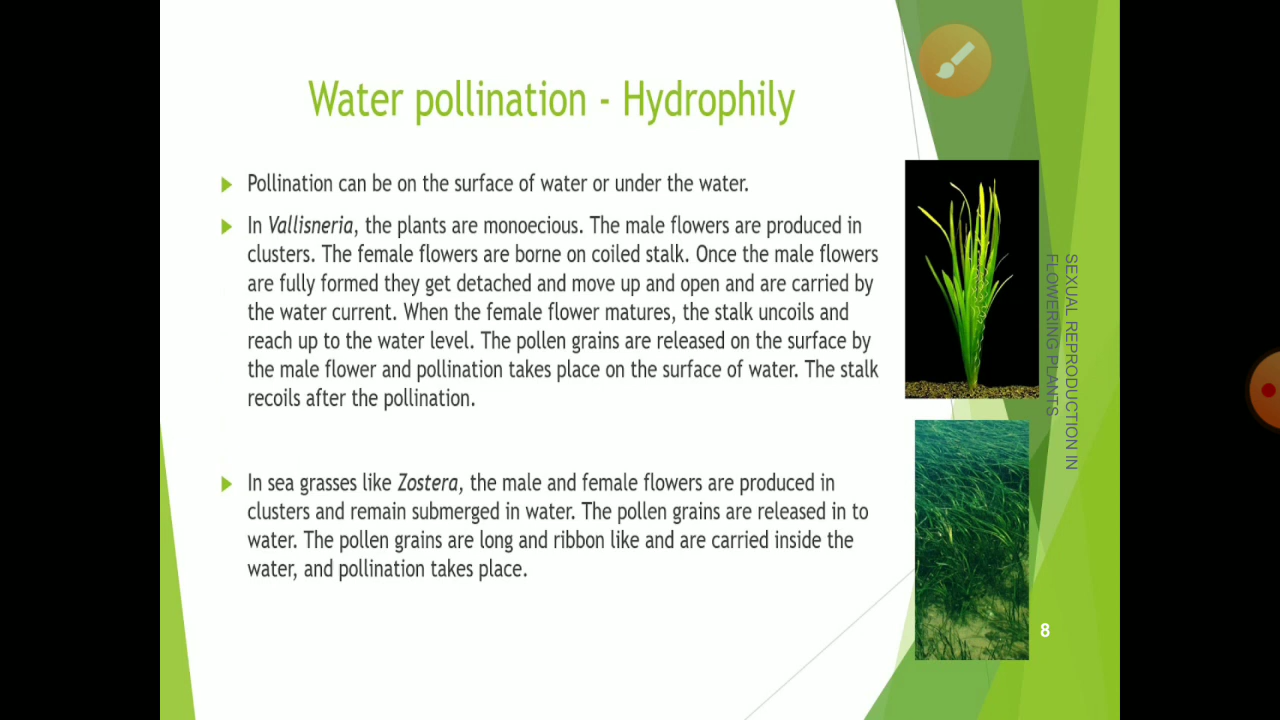 Water pollination - Hydrophily
Pollination can be on the surface of water or under the water.
In Vallisneria, the plants are monoecious. The male flowers are produced in
clusters. The female flowers are borne on coiled stalk. Once the male flowers
are fully formed they get detached and move up and open and are carried by
the water current. When the female flower matures, the stalk uncoils and
reach up to the water level. The pollen grains are released on the surface by
the male flower and pollination takes place on the surface of water. The stalk
recoils after the pollination.
In sea grasses like Zostera, the male and female flowers are produced in
clusters and remain submerged in water. The pollen grains are released in to
water. The pollen grains are long and ribbon like and are carried inside the
water, and pollination takes place.
SEXUAL REPRODUCTION IN
FLOWERING PLANTS
8